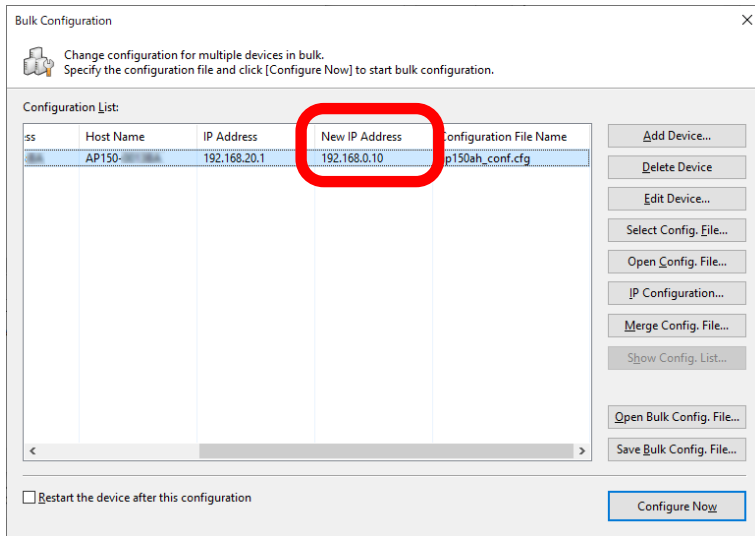 Bulk Configuration
Change configuration for multiple devices in bulk.
Specify the configuration file and click [Configure Now] to start bulk configuration.
Configuration List:
ss Host Name IP Address New IP Address Configuration File Name
AP150- 192.168.20.1 192.168.0.10 p150ah_conf.cfg
Add Device...
Delete Device
Edit Device...
Select Config. File...
Open Config. File...
IP Configuration...
Merge Config. File...
Show Config. List...
Open Bulk Config. File...
Save Bulk Config. File...
Restart the device after this configuration
Configure Now